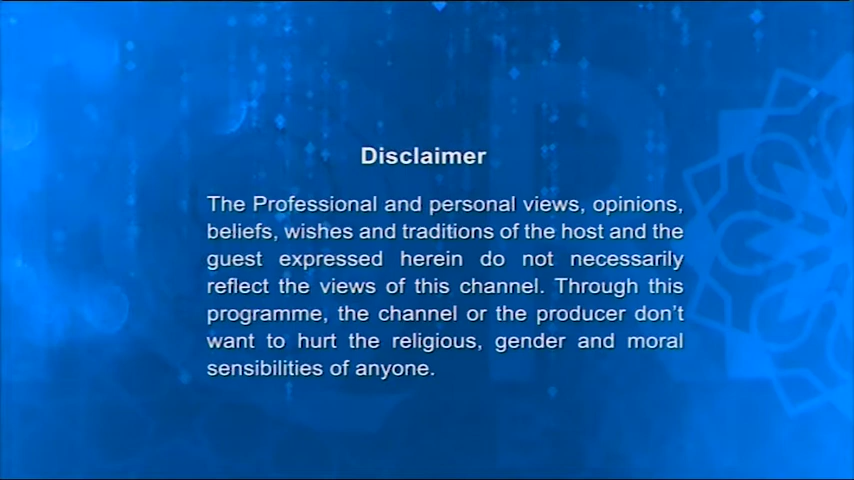 Disclaimer
The Professional and personal views, opinions,
beliefs, wishes and traditions of the host and the
guest expressed herein do not necessarily
reflect the views of this channel. Through this
programme, the channel or the producer don't
want to hurt the religious, gender and moral
sensibilities of anyone.